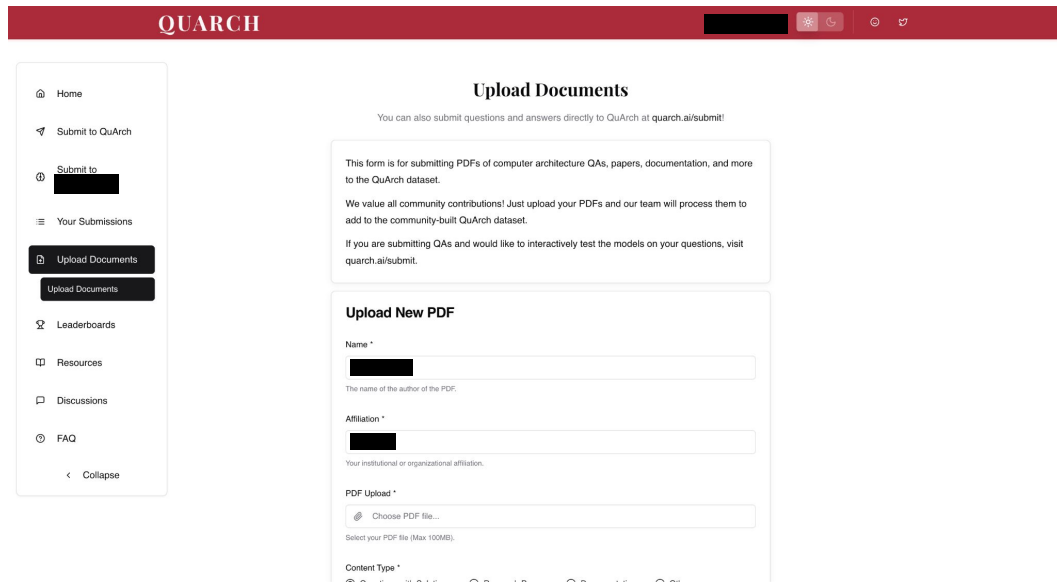 QUARCH
Home
Submit to QuArch
Submit to
Your Submissions
Upload Documents
Upload Documents
Leaderboards
Resources
Discussions
FAQ
Collapse
Upload Documents
You can also submit questions and answers directly to QuArch at quarch.ai/submit!
This form is for submitting PDFs of computer architecture QAs, papers, documentation, and more
to the QuArch dataset.
We value all community contributions! Just upload your PDFs and our team will process them to
add to the community-built QuArch dataset.
If you are submitting QAs and would like to interactively test the models on your questions, visit
quarch.ai/submit.
Upload New PDF
Name *
The name of the author of the PDF.
Affiliation *
Your institutional or organizational affiliation.
PDF Upload *
Choose PDF file...
Select your PDF file (Max 100MB).
Content Type *